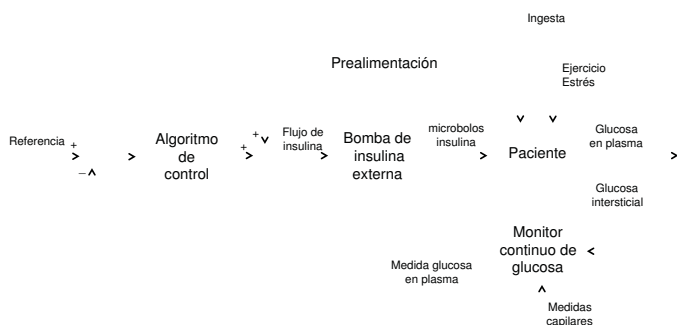 Ingesta
Prealimentación
Ejercicio
Estrés
Referencia
+
−
Algoritmo
de
control
+
+
Flujo de
insulina
Bomba de
insulina
externa
microbolos
insulina
Paciente
Glucosa
en plasma
Glucosa
intersticial
Monitor
continuo de
glucosa
Medida glucosa
en plasma
Medidas
capilares